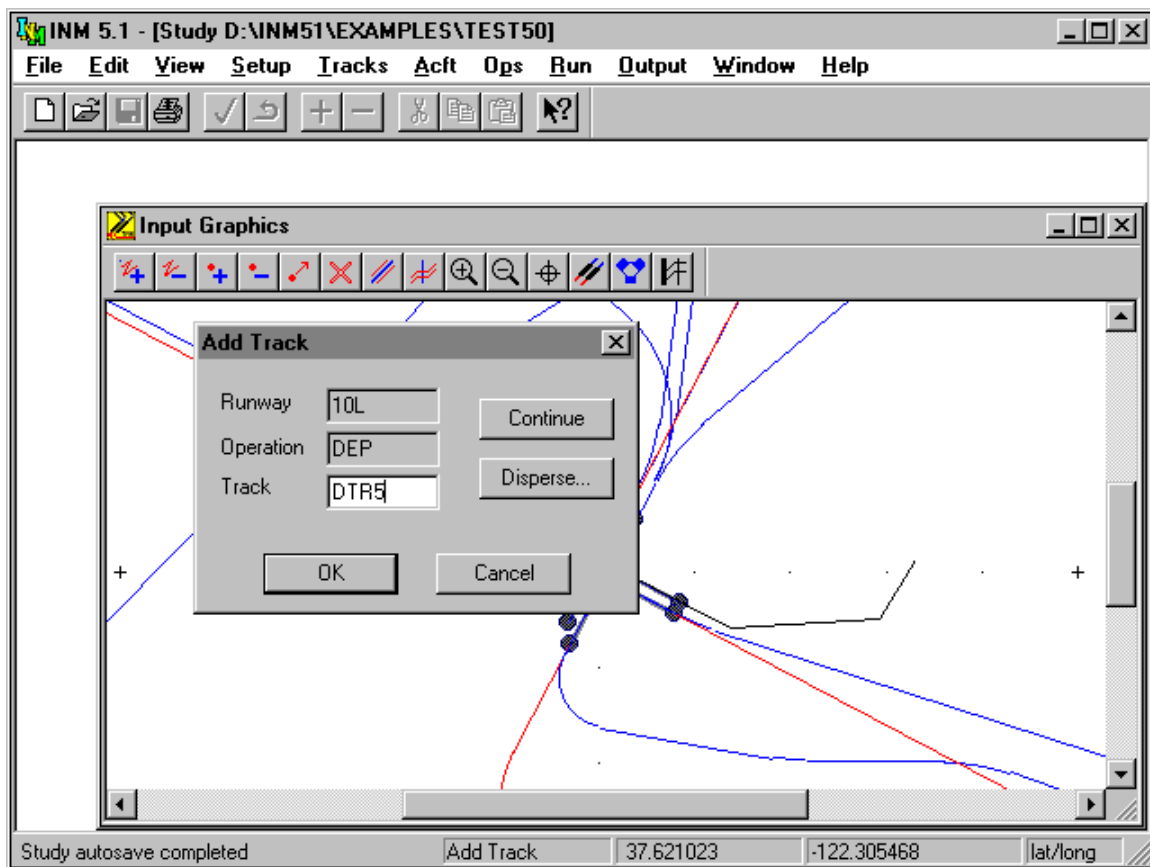 INM 5.1 - [Study D:\INM51\EXAMPLES\TEST50]
File Edit View Setup Tracks Acft Ops Run Output Window Help
Input Graphics
Add Track
Runway 10L
Continue
Operation DEP
Disperse...
Track DTR5
OK Cancel
Study autosave completed Add Track 37.621023 -122.305468 lat/long